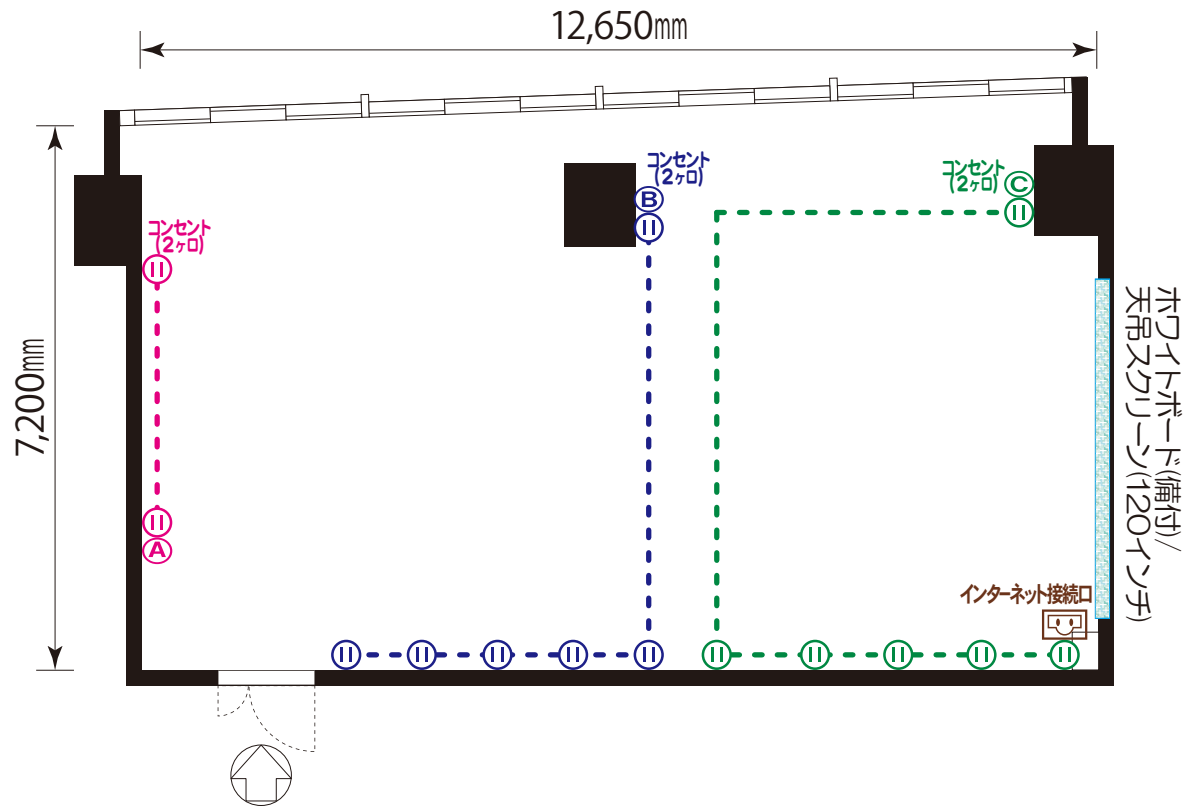 12,650㎜
7,200㎜
コンセント
(2ヶ口)
A
コンセント
(2ヶ口)
B
コンセント
(2ヶ口)
C
ホワイトボード(備付)/
天吊スクリーン(120インチ)
インターネット接続口